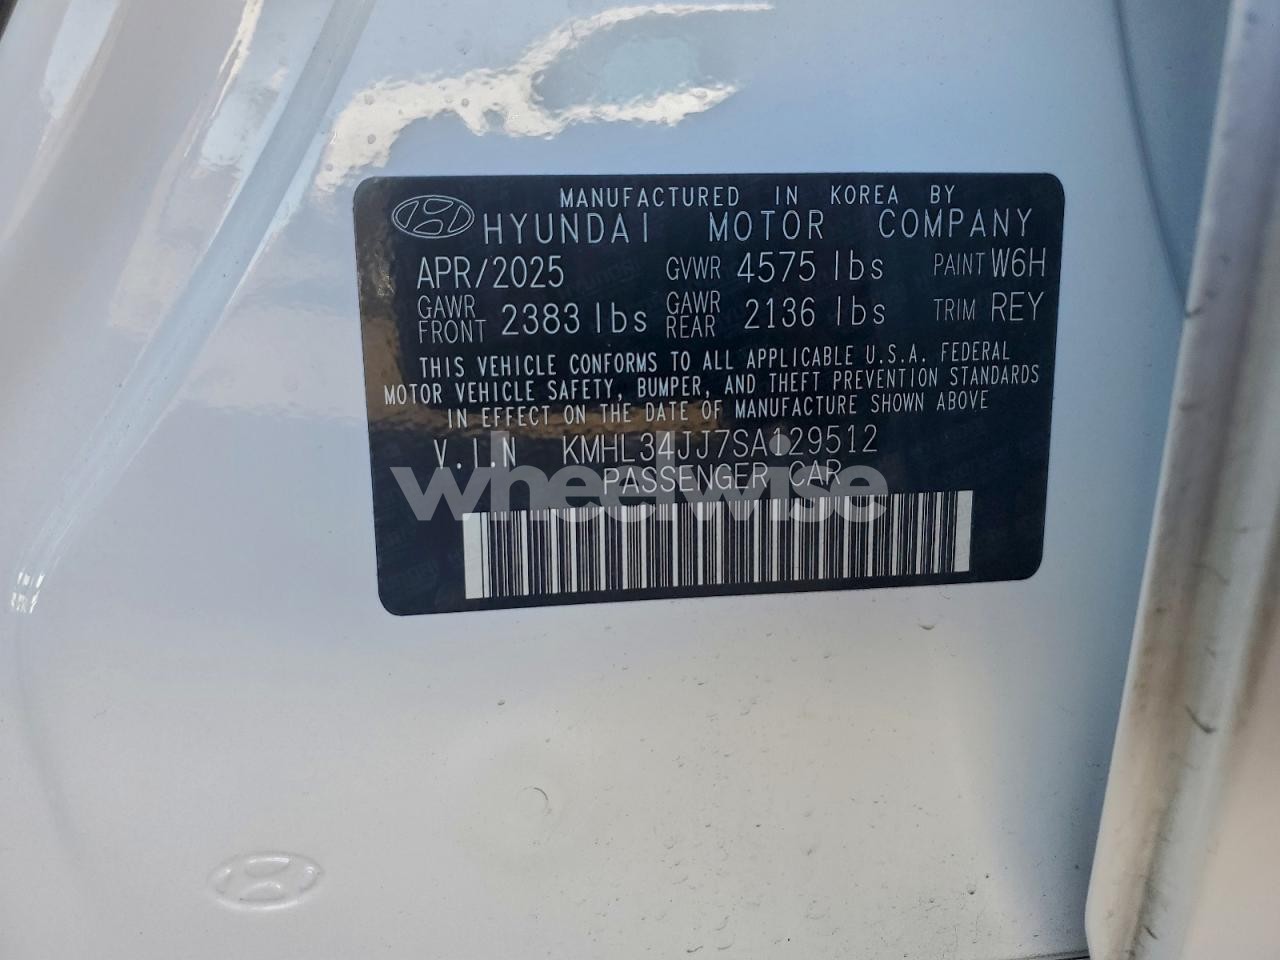 MANUFACTURED IN KOREA BY
HYUNDAI MOTOR COMPANY
APR/2025 GVWR 4575 lbs PAINT W6H
GAWR FRONT 2383 lbs GAWR REAR 2136 lbs TRIM REY
THIS VEHICLE CONFORMS TO ALL APPLICABLE U.S.A. FEDERAL
MOTOR VEHICLE SAFETY, BUMPER, AND THEFT PREVENTION STANDARDS
IN EFFECT ON THE DATE OF MANUFACTURE SHOWN ABOVE
V.I.N KMHL34JJ7SA129512
PASSENGER CAR
wheelwise